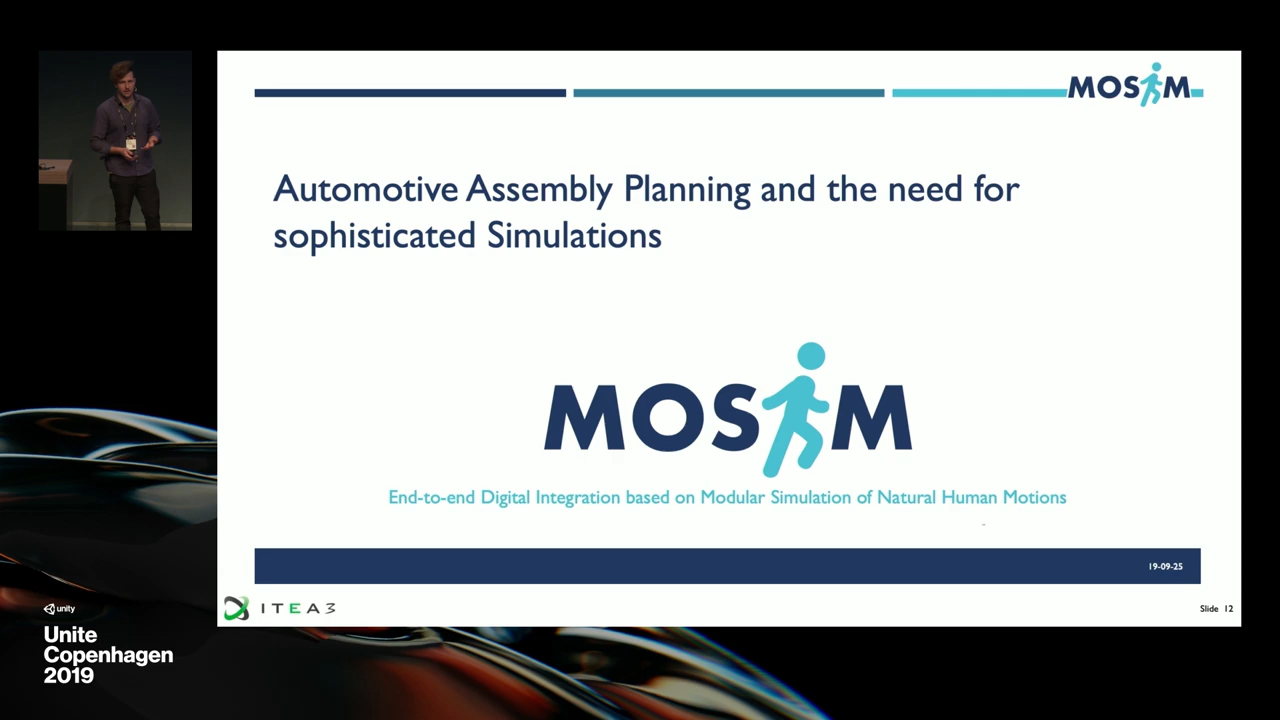 MOSIM
Automotive Assembly Planning and the need for
sophisticated Simulations
MOSIM
End-to-end Digital Integration based on Modular Simulation of Natural Human Motions
19-09-25
ITEA3
Slide 12
unity
Unite
Copenhagen
2019